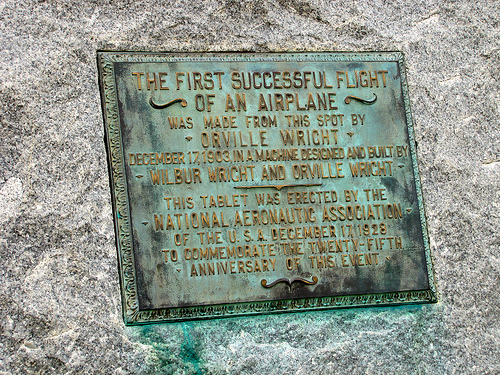 THE FIRST SUCCESSFUL FLIGHT
OF AN AIRPLANE
WAS MADE FROM THIS SPOT BY
ORVILLE WRIGHT
DECEMBER 17, 1903, IN A MACHINE DESIGNED AND BUILT BY
WILBUR WRIGHT AND ORVILLE WRIGHT
THIS TABLET WAS ERECTED BY THE
NATIONAL AERONAUTIC ASSOCIATION
OF THE U.S.A. DECEMBER 17, 1928
TO COMMEMORATE THE TWENTY-FIFTH
ANNIVERSARY OF THIS EVENT